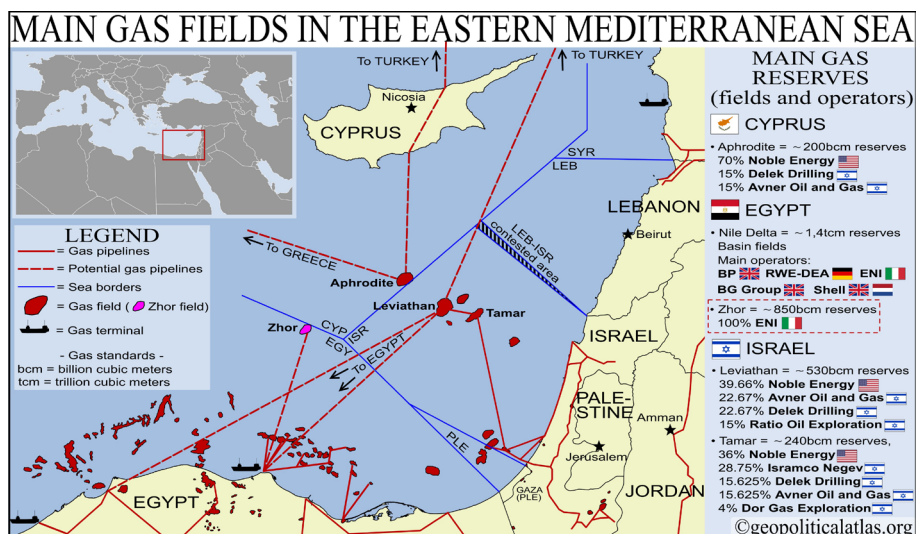 MAIN GAS FIELDS IN THE EASTERN MEDITERRANEAN SEA
To TURKEY
To TURKEY
Nicosia
CYPRUS
SYR
LEB
LEBANON
Beirut
LEB-ISR
contested area
To GREECE
Aphrodite
Leviathan
Tamar
Zhor
CYP
ISR
EGY
To EGYPT
ISRAEL
PALE-
STINE
Amman
Jerusalem
PLE
GAZA
(PLE)
EGYPT
JORDAN
LEGEND
= Gas pipelines
= Potential gas pipelines
= Sea borders
= Gas field ( Zhor field)
= Gas terminal
- Gas standards -
bcm = billion cubic meters
tcm = trillion cubic meters
MAIN GAS
RESERVES
(fields and operators)
CYPRUS
• Aphrodite = ~200bcm reserves
70% Noble Energy
15% Delek Drilling
15% Avner Oil and Gas
EGYPT
• Nile Delta = ~1,4tcm reserves
Basin fields
Main operators:
BP RWE-DEA ENI
BG Group Shell
• Zhor = ~850bcm reserves
100% ENI
ISRAEL
• Leviathan = ~530bcm reserves
39.66% Noble Energy
22.67% Avner Oil and Gas
22.67% Delek Drilling
15% Ratio Oil Exploration
• Tamar = ~240bcm reserves,
36% Noble Energy
28.75% Isramco Negev
15.625% Delek Drilling
15.625% Avner Oil and Gas
4% Dor Gas Exploration
©geopoliticalatlas.org